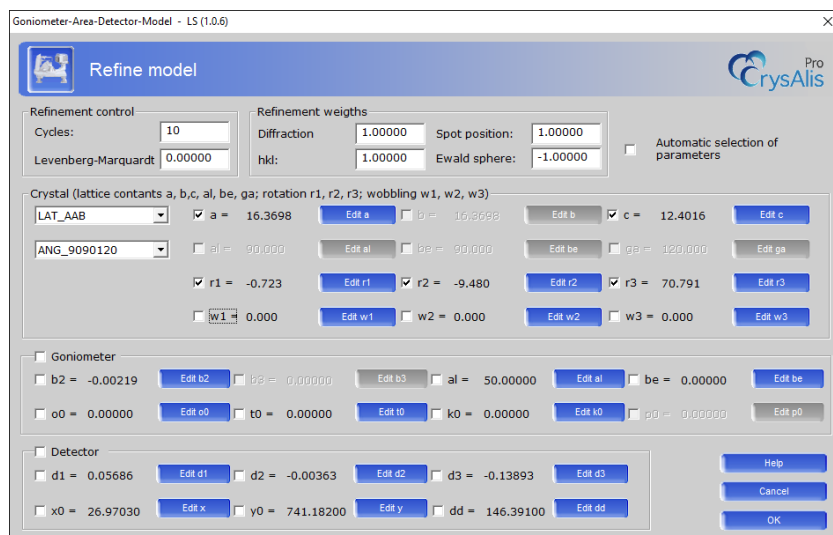 Goniometer-Area-Detector-Model - LS (1.0.6)
Refine model
CrysAlis Pro
Refinement control
Cycles: 10
Levenberg-Marquardt 0.00000
Refinement weigths
Diffraction 1.00000 Spot position: 1.00000
hkl: 1.00000 Ewald sphere: -1.00000
Automatic selection of
parameters
Crystal (lattice contants a, b,c, al, be, ga; rotation r1, r2, r3; wobbling w1, w2, w3)
LAT_AAB a = 16.3698 Edit a b = 16.3698 Edit b c = 12.4016 Edit c
ANG_9090120 al = 90.000 Edit al be = 90.000 Edit be ga = 120.000 Edit ga
r1 = -0.723 Edit r1 r2 = -9.480 Edit r2 r3 = 70.791 Edit r3
w1 = 0.000 Edit w1 w2 = 0.000 Edit w2 w3 = 0.000 Edit w3
Goniometer
b2 = -0.00219 Edit b2 b3 = 0.00000 Edit b3 al = 50.00000 Edit al be = 0.00000 Edit be
o0 = 0.00000 Edit o0 t0 = 0.00000 Edit t0 k0 = 0.00000 Edit k0 p0 = 0.00000 Edit p0
Detector
d1 = 0.05686 Edit d1 d2 = -0.00363 Edit d2 d3 = -0.13893 Edit d3
x0 = 26.97030 Edit x y0 = 741.18200 Edit y dd = 146.39100 Edit dd
Help
Cancel
OK